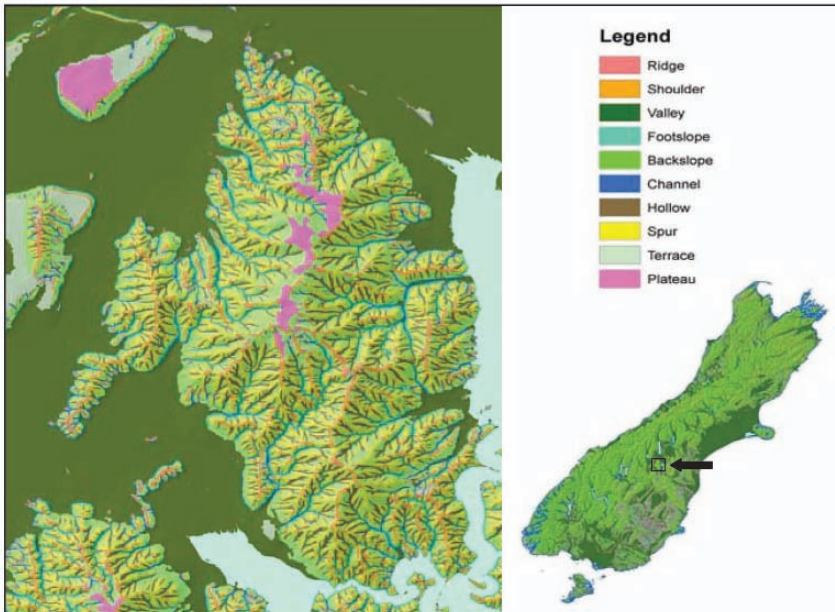 Legend
Ridge
Shoulder
Valley
Footslope
Backslope
Channel
Hollow
Spur
Terrace
Plateau